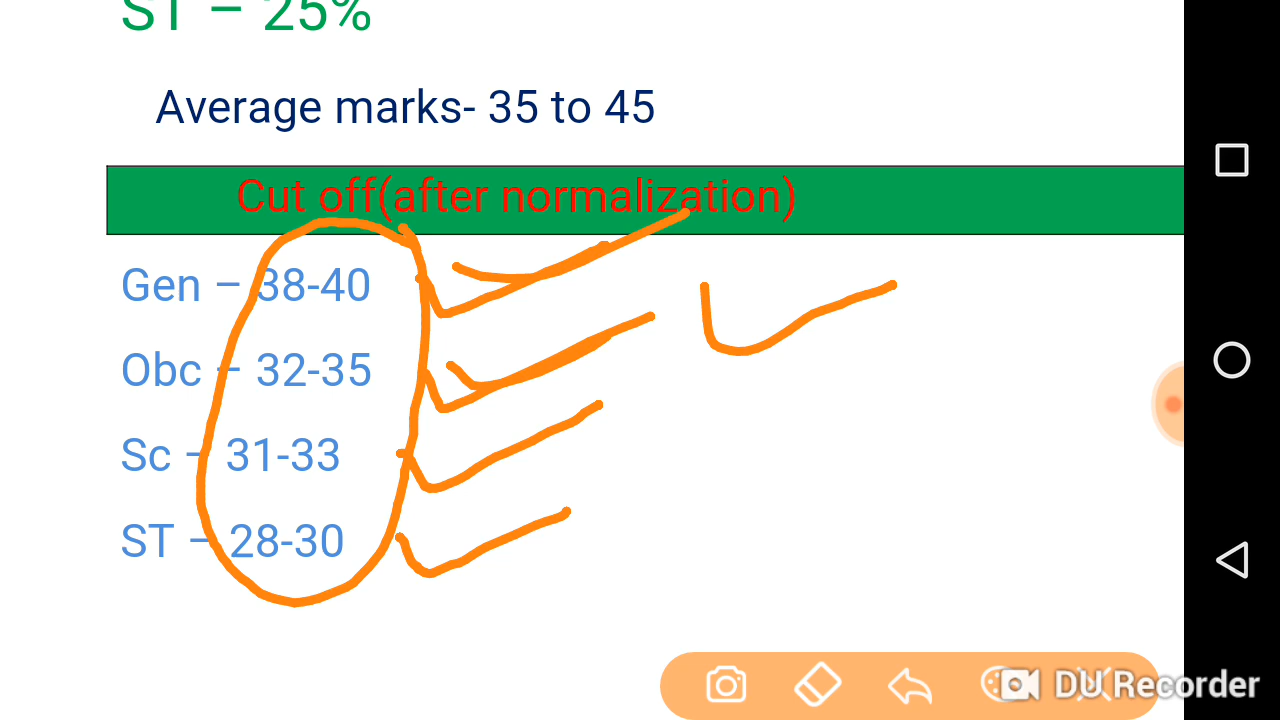 ST – 25%
Average marks- 35 to 45
Cut off(after normalization)
Gen – 38-40
Obc – 32-35
Sc – 31-33
ST – 28-30
DU Recorder